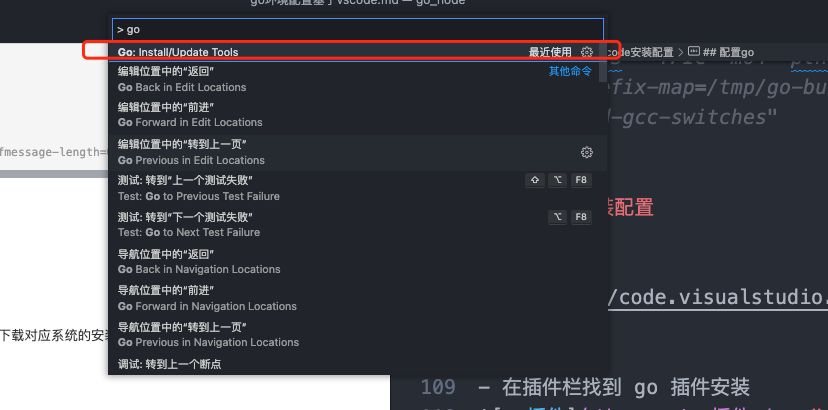 go环境配置基于vscode.md — go_node
> go
Go: Install/Update Tools 最近使用
code安装配置 > ## 配置go
编辑位置中的“返回” 其他命令
Go Back in Edit Locations
efix-map=/tmp/go-bu
编辑位置中的“前进”
Go Forward in Edit Locations
d-gcc-switches"
编辑位置中的“转到上一页”
Go Previous in Edit Locations
fmessage-length=
测试: 转到“上一个测试失败” ⇧ ⌥ F8
Test: Go to Previous Test Failure
装配置
测试: 转到“下一个测试失败” ⌥ F8
Test: Go to Next Test Failure
导航位置中的“返回”
Go Back in Navigation Locations
导航位置中的“前进”
Go Forward in Navigation Locations
/code.visualstudio.
导航位置中的“转到上一页”
Go Previous in Navigation Locations
下载对应系统的安
调试: 转到上一个断点
109 - 在插件栏找到 go 插件安装